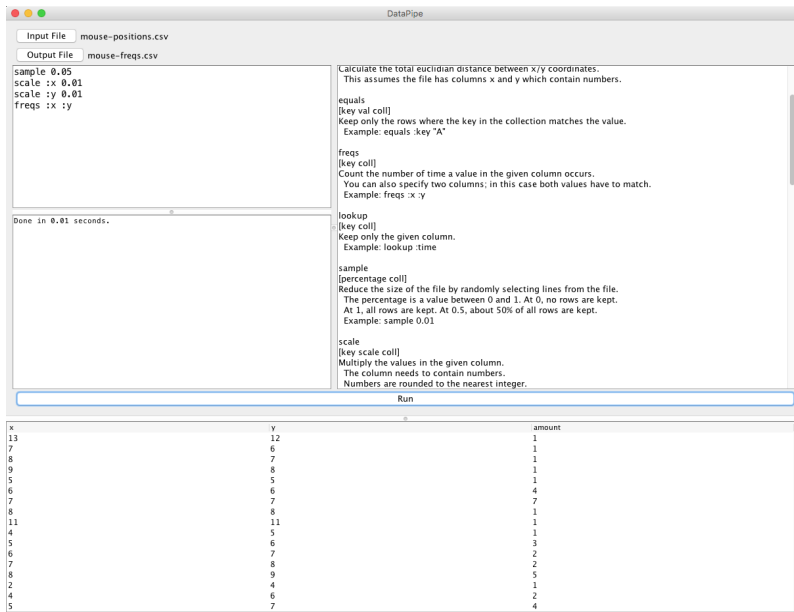 DataPipe
Input File mouse-positions.csv
Output File mouse-freqs.csv
sample 0.05
scale :x 0.01
scale :y 0.01
freqs :x :y
Done in 0.01 seconds.
Calculate the total euclidian distance between x/y coordinates.
This assumes the file has columns x and y which contain numbers.
equals
[key val coll]
Keep only the rows where the key in the collection matches the value.
Example: equals :key "A"
freqs
[key coll]
Count the number of time a value in the given column occurs.
You can also specify two columns; in this case both values have to match.
Example: freqs :x :y
lookup
[key coll]
Keep only the given column.
Example: lookup :time
sample
[percentage coll]
Reduce the size of the file by randomly selecting lines from the file.
The percentage is a value between 0 and 1. At 0, no rows are kept.
At 1, all rows are kept. At 0.5, about 50% of all rows are kept.
Example: sample 0.01
scale
[key scale coll]
Multiply the values in the given column.
The column needs to contain numbers.
Numbers are rounded to the nearest integer.
Run
x y amount
13 12 1
7 6 1
8 7 1
9 8 1
5 5 1
6 6 4
7 7 7
8 8 1
11 11 1
4 5 1
5 6 3
6 7 2
7 8 2
8 9 5
2 4 1
4 6 2
5 7 4